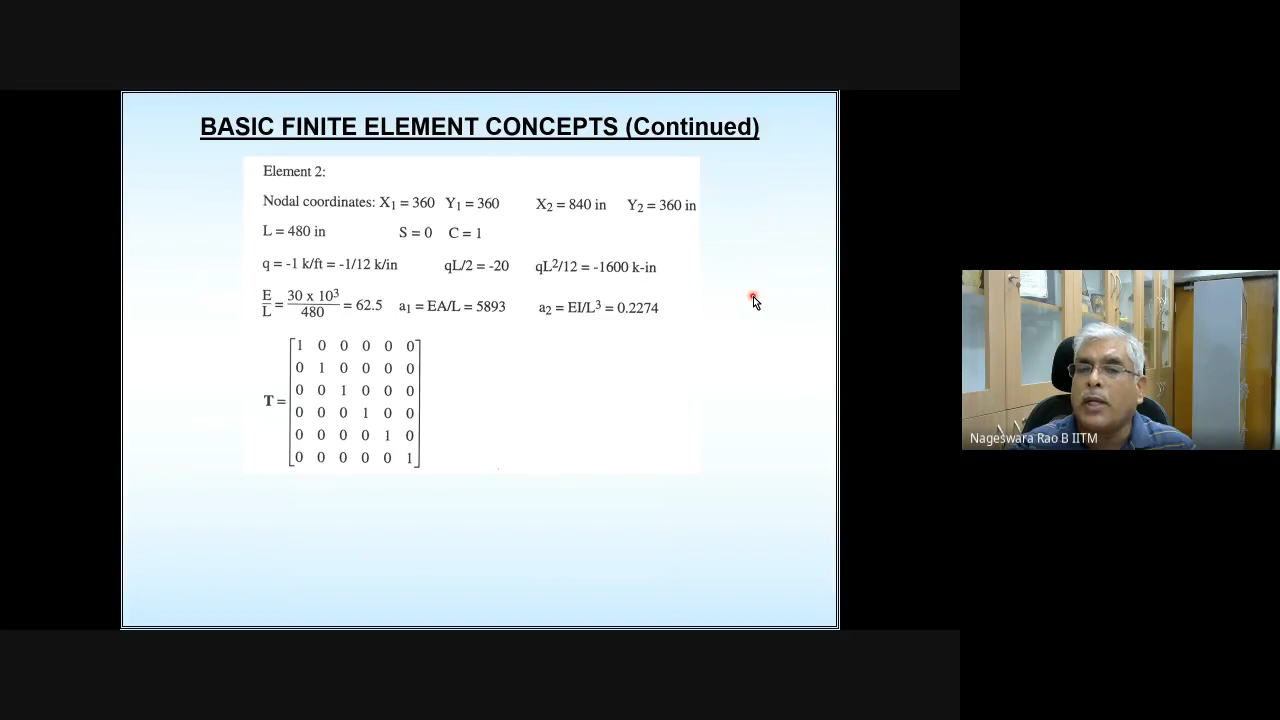 BASIC FINITE ELEMENT CONCEPTS (Continued)
Element 2:
Nodal coordinates: X1 = 360 Y1 = 360 X2 = 840 in Y2 = 360 in
L = 480 in S = 0 C = 1
q = -1 k/ft = -1/12 k/in qL/2 = -20 qL²/12 = -1600 k-in
E/L = 30 x 10³/480 = 62.5 a1 = EA/L = 5893 a2 = EI/L³ = 0.2274
1 0 0 0 0 0
0 1 0 0 0 0
0 0 1 0 0 0
T = 0 0 0 1 0 0
0 0 0 0 1 0
0 0 0 0 0 1
Nageswara Rao B IITM